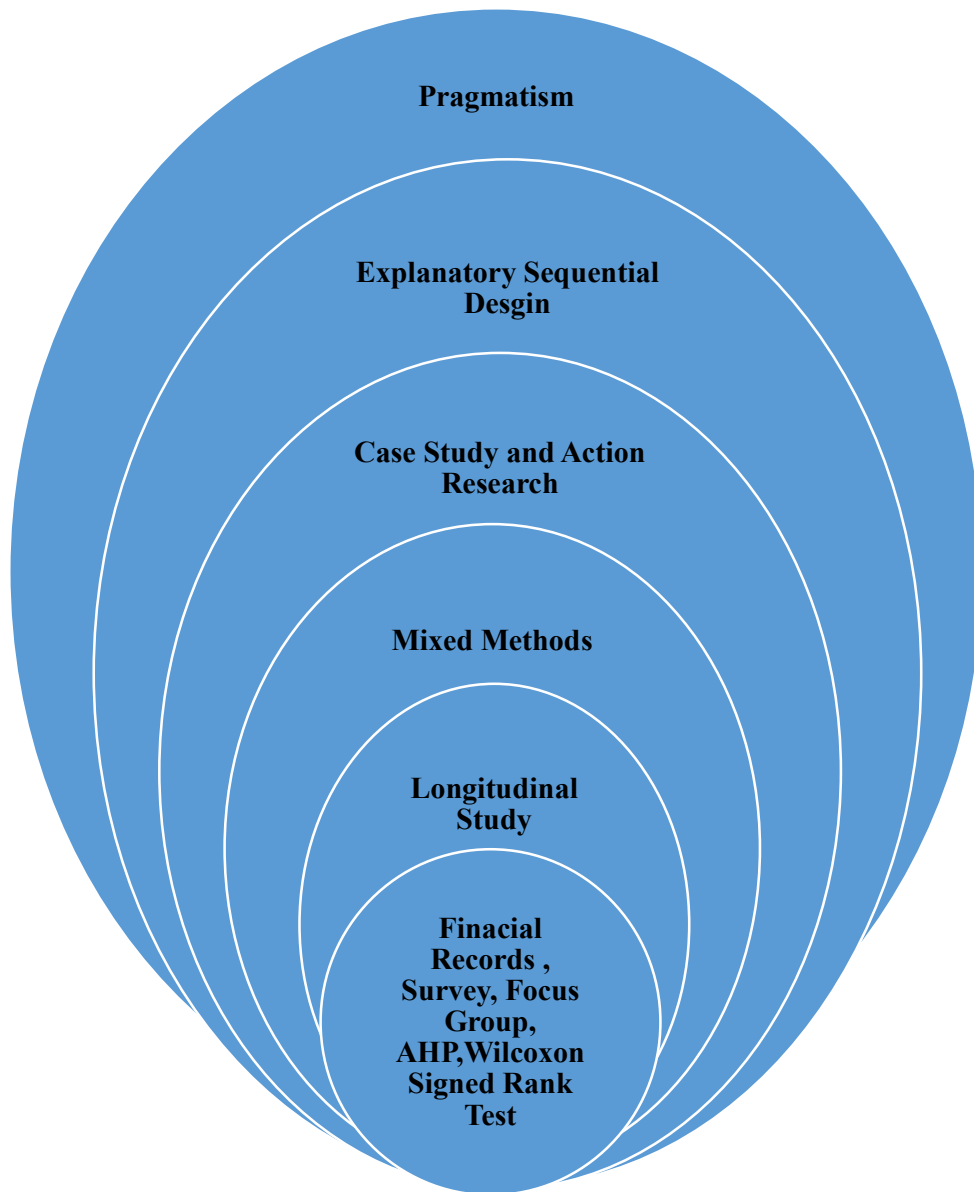 Pragmatism
Explanatory Sequential
Desgin
Case Study and Action
Research
Mixed Methods
Longitudinal
Study
Finacial
Records ,
Survey, Focus
Group,
AHP,Wilcoxon
Signed Rank
Test